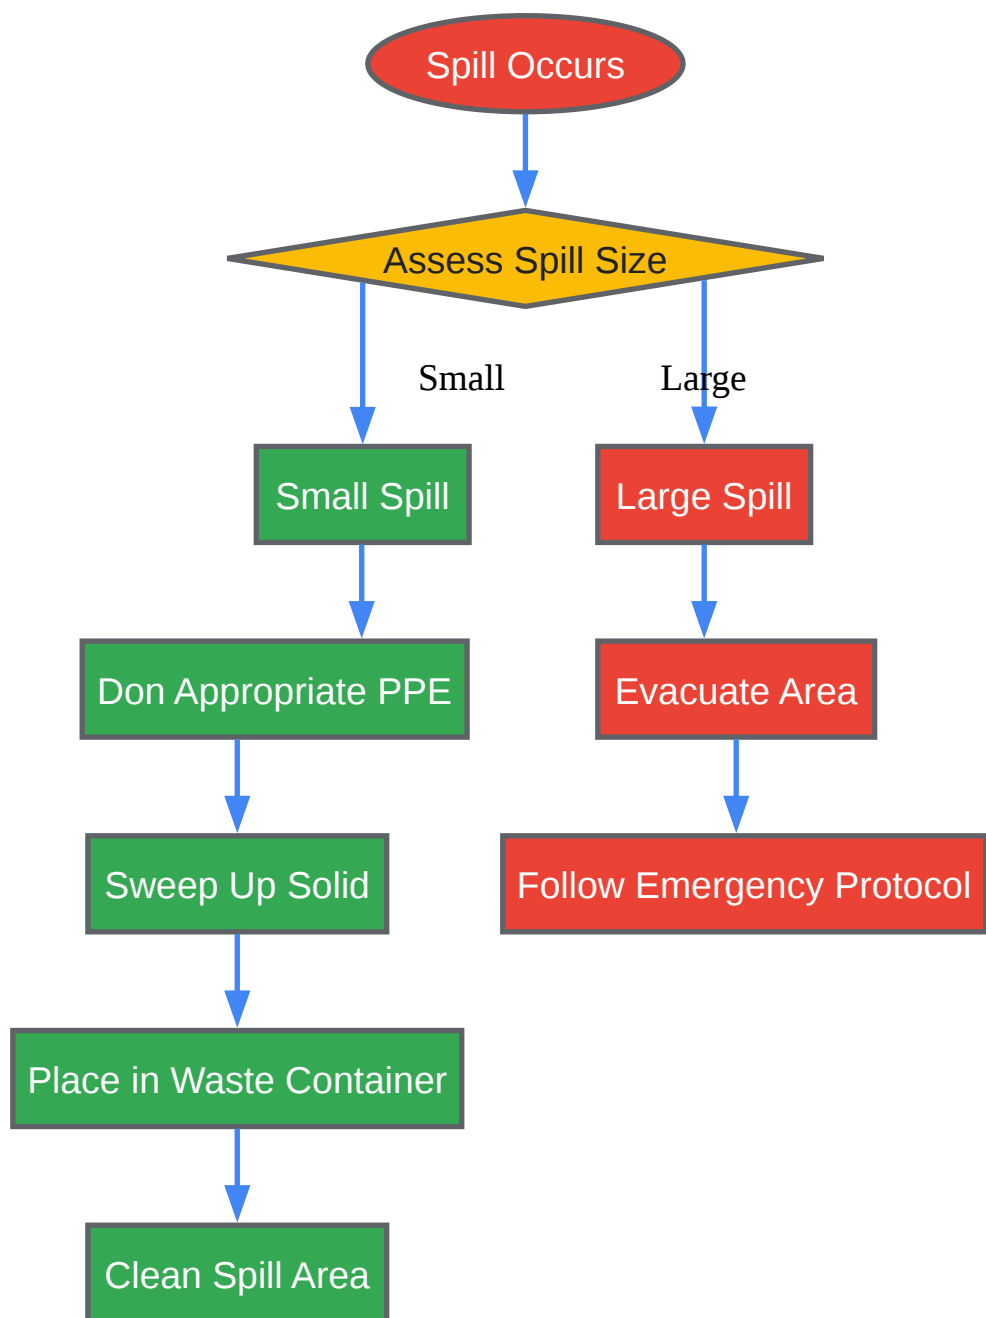 Spill Occurs
Assess Spill Size
Small
Large
Small Spill
Large Spill
Don Appropriate PPE
Evacuate Area
Sweep Up Solid
Follow Emergency Protocol
Place in Waste Container
Clean Spill Area